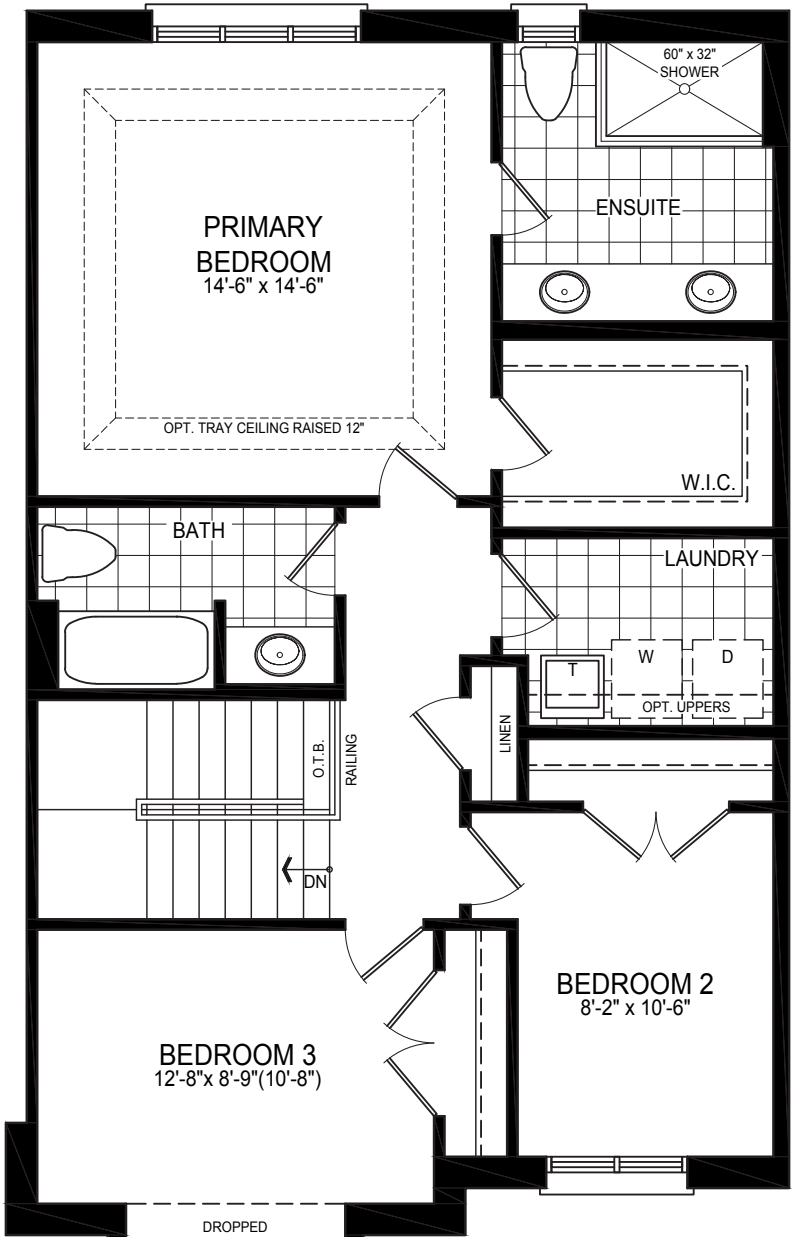 60" x 32"
SHOWER
ENSUITE
PRIMARY
BEDROOM
14'-6" x 14'-6"
OPT. TRAY CEILING RAISED 12"
W.I.C.
BATH
LAUNDRY
T
W
D
OPT. UPPERS
LINEN
O.T.B.
RAILING
DN
BEDROOM 2
8'-2" x 10'-6"
BEDROOM 3
12'-8"x 8'-9"(10'-8")
DROPPED